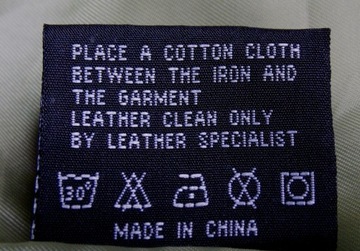 PLACE A COTTON CLOTH
BETWEEN THE IRON AND
THE GARMENT
LEATHER CLEAN ONLY
BY LEATHER SPECIALIST
30°
MADE IN CHINA